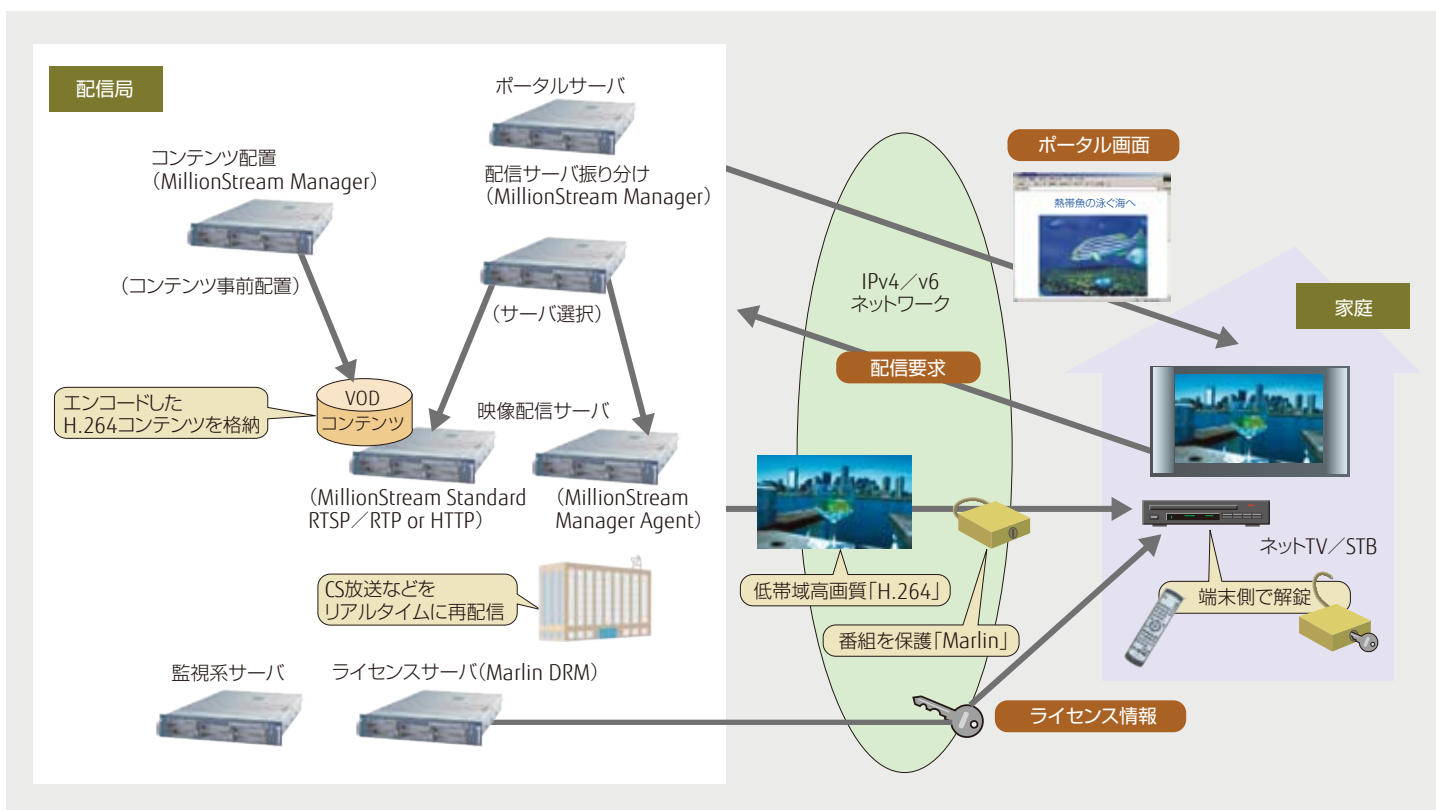 配信局
ポータルサーバ
コンテンツ配置
（MillionStream Manager）
配信サーバ振り分け
（MillionStream Manager）
（コンテンツ事前配置）
（サーバ選択）
エンコードした
H.264コンテンツを格納
VOD
コンテンツ
映像配信サーバ
（MillionStream Standard
RTSP／RTP or HTTP）
（MillionStream
Manager Agent）
CS放送などを
リアルタイムに再配信
監視系サーバ
ライセンスサーバ（Marlin DRM）
IPv4／v6
ネットワーク
ポータル画面
熱帯魚の泳ぐ海へ
配信要求
家庭
低帯域高画質「H.264」
番組を保護「Marlin」
ネットTV／STB
端末側で解錠
ライセンス情報